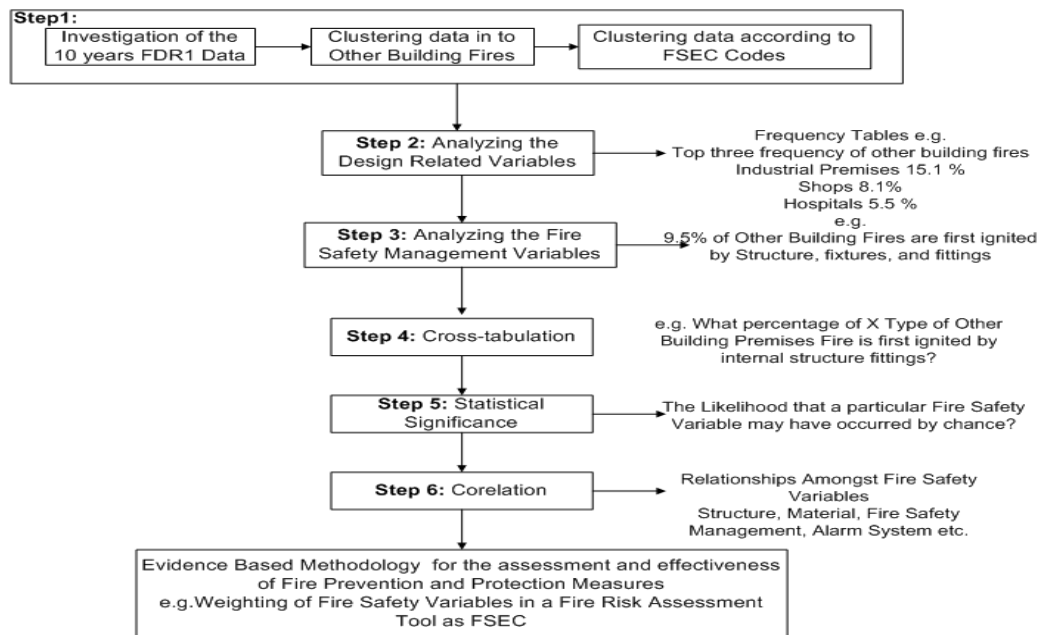 Step1:
Investigation of the
10 years FDR1 Data
Clustering data in to
Other Building Fires
Clustering data according to
FSEC Codes
Step 2: Analyzing the
Design Related Variables
Frequency Tables e.g.
Top three frequency of other building fires
Industrial Premises 15.1 %
Shops 8.1%
Hospitals 5.5 %
e.g.
9.5% of Other Building Fires are first ignited
by Structure, fixtures, and fittings
Step 3: Analyzing the Fire
Safety Management Variables
Step 4: Cross-tabulation
e.g. What percentage of X Type of Other
Building Premises Fire is first ignited by
internal structure fittings?
Step 5: Statistical
Significance
The Likelihood that a particular Fire Safety
Variable may have occurred by chance?
Step 6: Corelation
Relationships Amongst Fire Safety
Variables
Structure, Material, Fire Safety
Management, Alarm System etc.
Evidence Based Methodology for the assessment and effectiveness
of Fire Prevention and Protection Measures
e.g.Weighting of Fire Safety Variables in a Fire Risk Assessment
Tool as FSEC